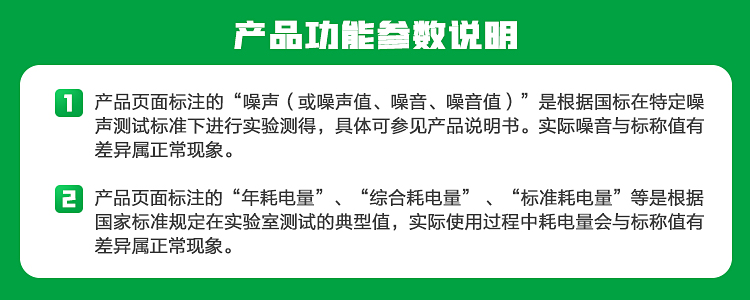 产品功能参数说明
1 产品页面标注的“噪声（或噪声值、噪音、噪音值）”是根据国标在特定噪
声测试标准下进行实验测得，具体可参见产品说明书。实际噪音与标称值有
差异属正常现象。
2 产品页面标注的“年耗电量”、“综合耗电量”、“标准耗电量”等是根据
国家标准规定在实验室测试的典型值，实际使用过程中耗电量会与标称值有
差异属正常现象。